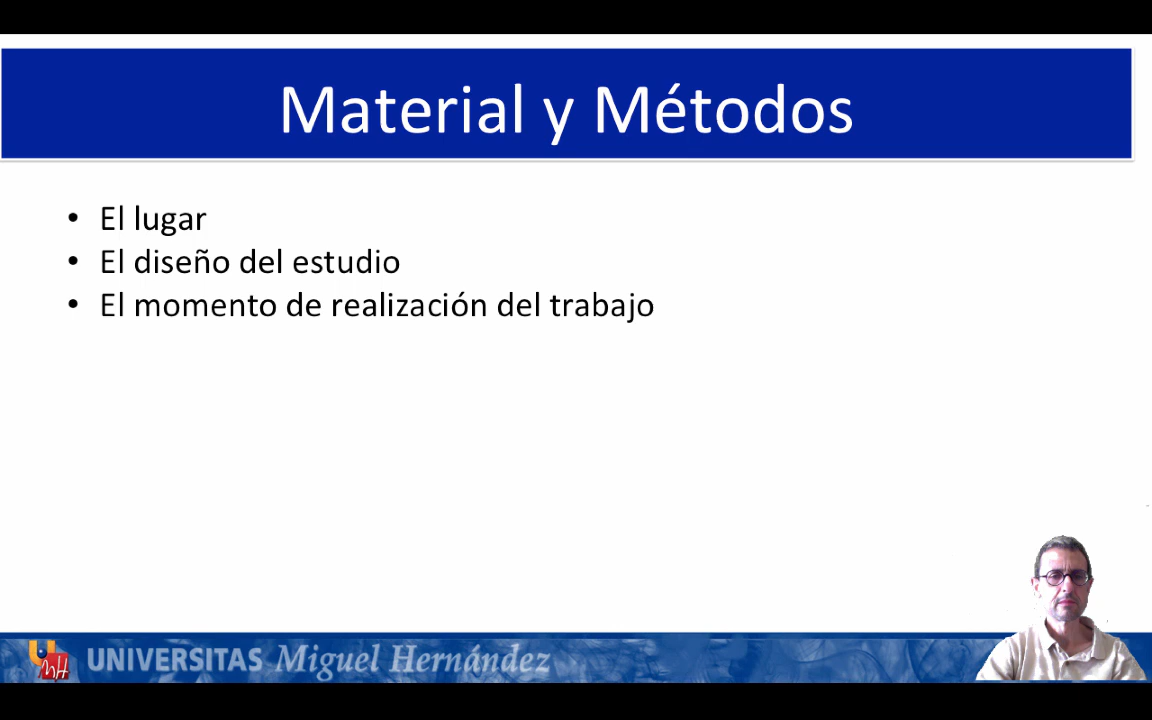 Material y Métodos
• El lugar
• El diseño del estudio
• El momento de realización del trabajo
UNIVERSITAS Miguel Hernández